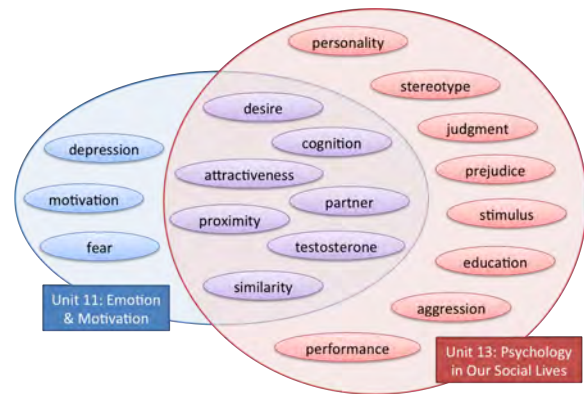 personality
stereotype
desire
judgment
cognition
depression
attractiveness
prejudice
motivation
partner
proximity
stimulus
fear
testosterone
education
similarity
Unit 11: Emotion
& Motivation
aggression
performance
Unit 13: Psychology
in Our Social Lives